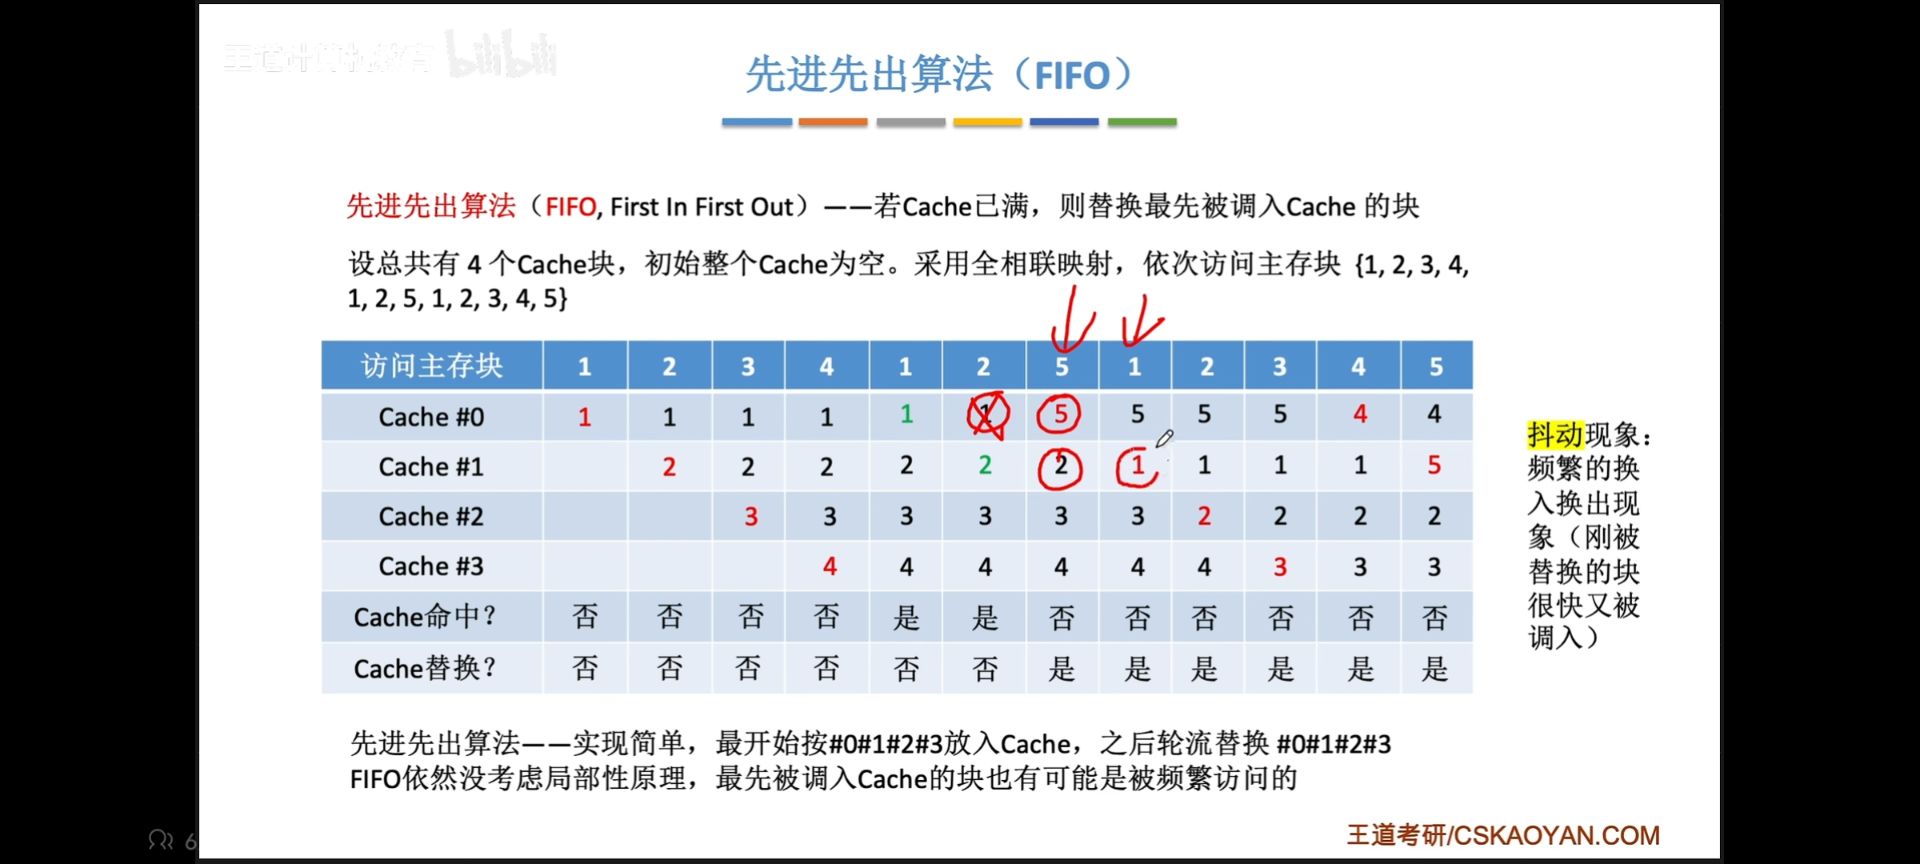 王道计算机教育 bilibili
先进先出算法（FIFO）
先进先出算法（FIFO, First In First Out）——若Cache已满，则替换最先被调入Cache 的块
设总共有 4 个Cache块，初始整个Cache为空。采用全相联映射，依次访问主存块 {1, 2, 3, 4,
1, 2, 5, 1, 2, 3, 4, 5}
访问主存块 1 2 3 4 1 2 5 1 2 3 4 5
Cache #0 1 1 1 1 1 1 5 5 5 5 4 4
Cache #1 2 2 2 2 2 2 1 1 1 1 5
Cache #2 3 3 3 3 3 3 2 2 2 2
Cache #3 4 4 4 4 4 4 3 3 3
Cache命中？ 否 否 否 否 是 是 否 否 否 否 否 否
Cache替换？ 否 否 否 否 否 否 是 是 是 是 是 是
抖动现象：
频繁的换
入换出现
象（刚被
替换的块
很快又被
调入）
先进先出算法——实现简单，最开始按#0#1#2#3放入Cache，之后轮流替换 #0#1#2#3
FIFO依然没考虑局部性原理，最先被调入Cache的块也有可能是被频繁访问的
王道考研/CSKAOYAN.COM
6